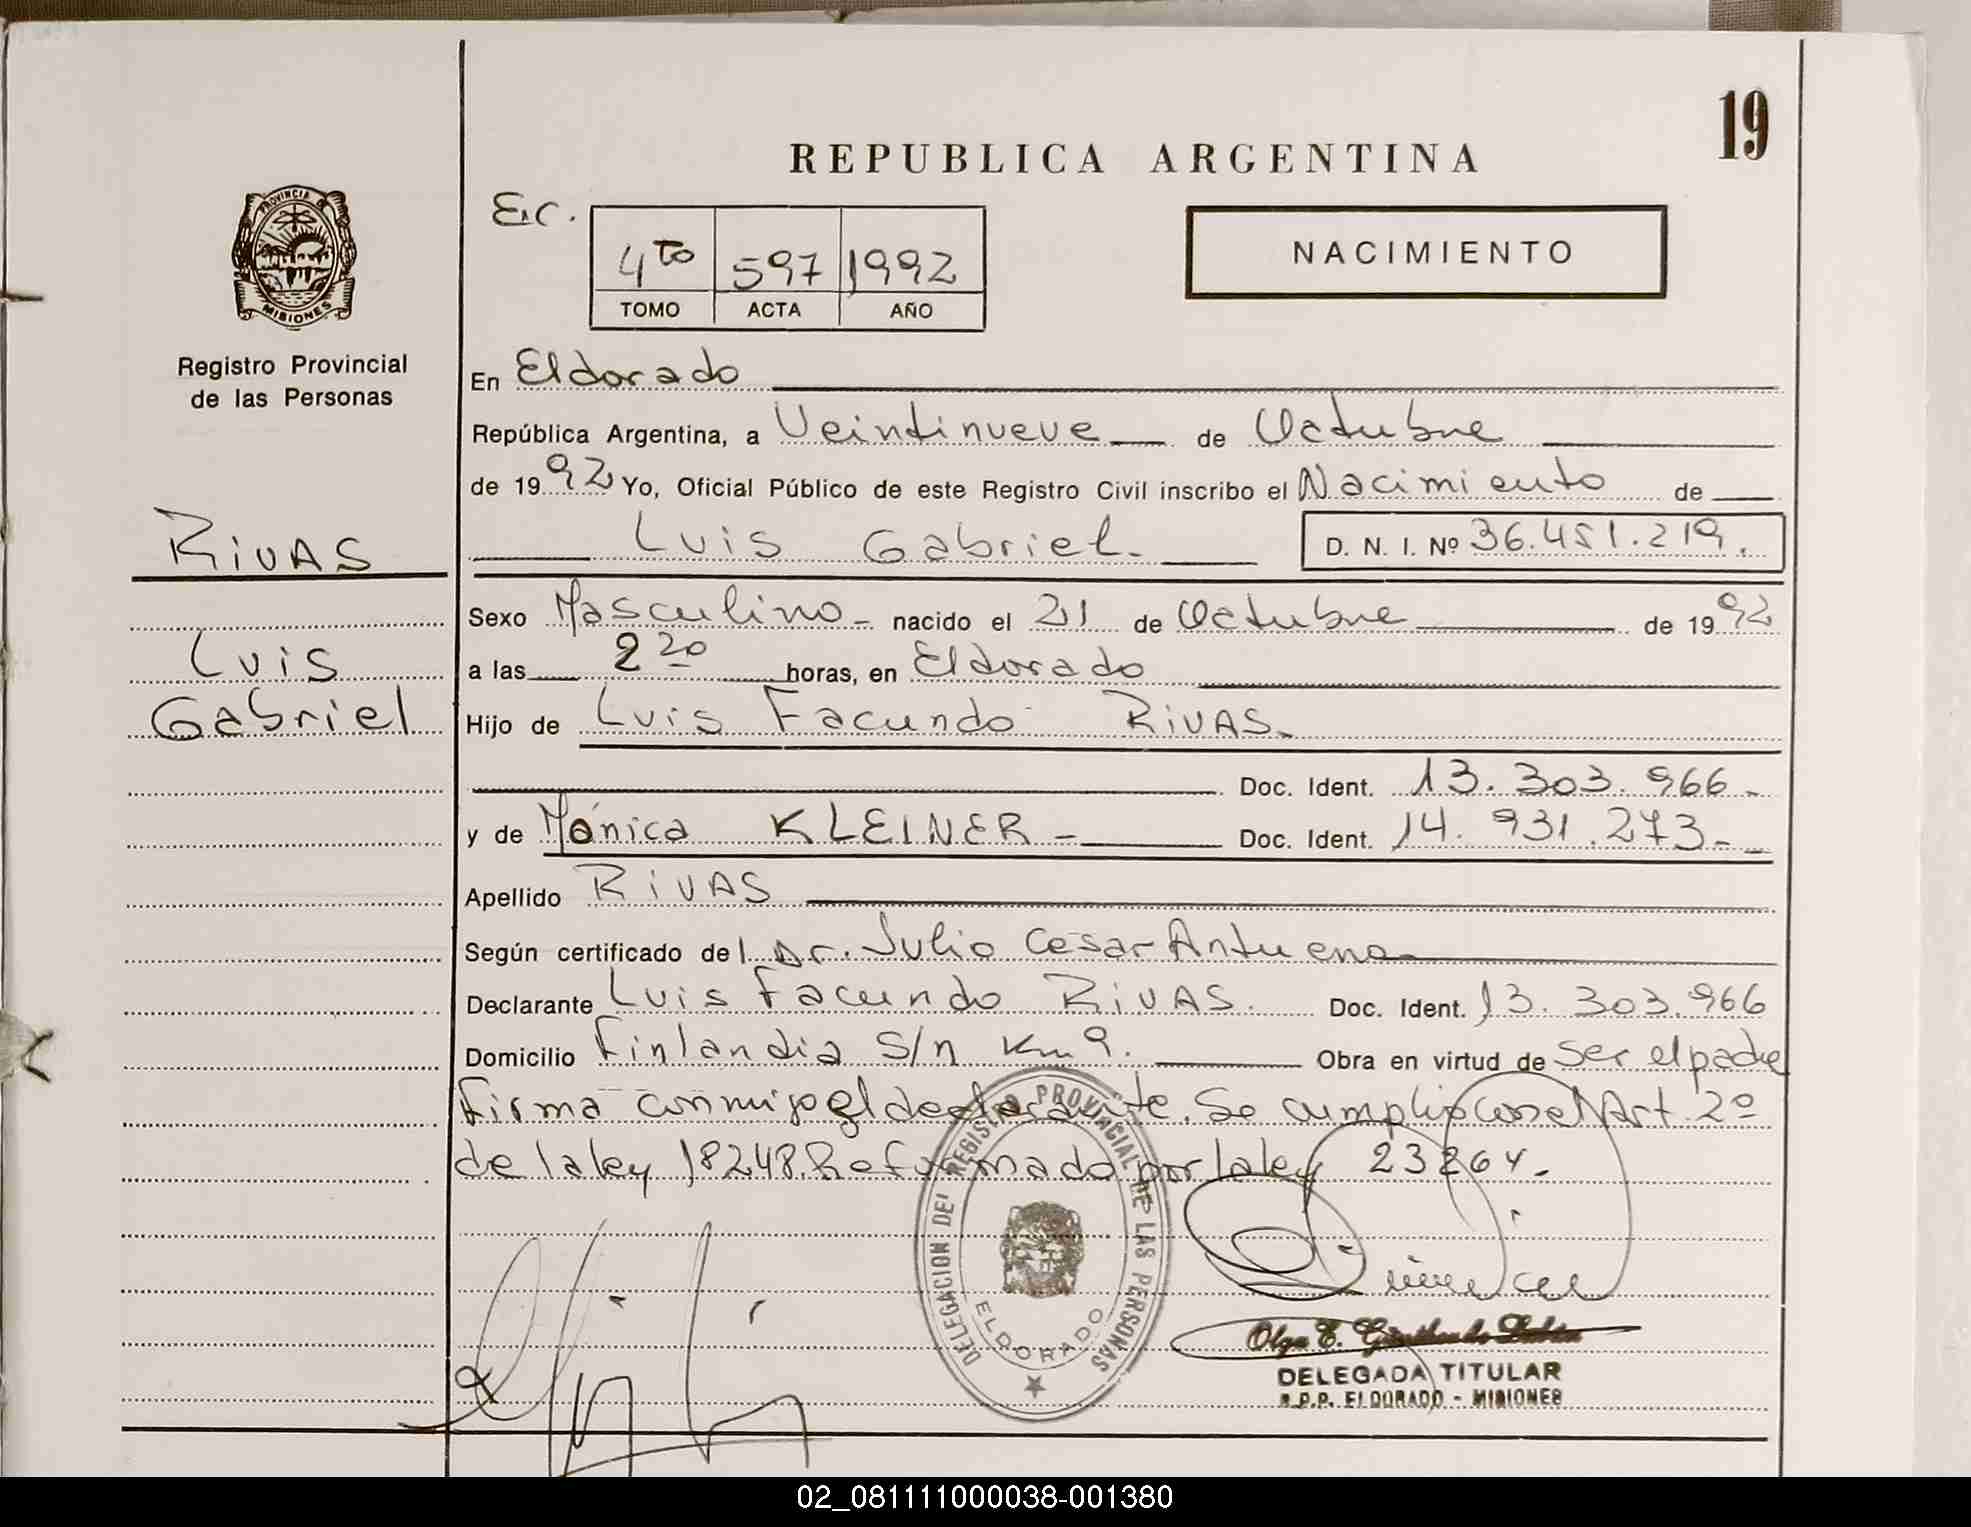 19
REPUBLICA ARGENTINA
E.C.
4to 597 1992
TOMO ACTA AÑO
NACIMIENTO
PROVINCIA DE
MISIONES
Registro Provincial
de las Personas
RIVAS
Luis
Gabriel
En Eldorado
República Argentina, a Veintinueve de Octubre
de 1992 Yo, Oficial Público de este Registro Civil inscribo el Nacimiento de
Luis Gabriel. D. N. I. Nº 36.451.219.
Sexo Masculino nacido el 21 de Octubre de 1992
a las 2 20 horas, en Eldorado
Hijo de Luis Facundo RIVAS.
Doc. Ident. 13.303.966
y de Mónica KLEINER Doc. Ident. 14.931.273
Apellido RIVAS
Según certificado del Dr. Julio Cesar Antuena
Declarante Luis Facundo RIVAS. Doc. Ident. 13.303.966
Domicilio Finlandia S/n Km 9. Obra en virtud de ser el padre
Firma conmigo el declarante. Se cumplio con el Art. 2º
de la ley 18248. Reformado por la ley 23264.
DELEGACION DEL REGISTRO PROVINCIAL DE LAS PERSONAS
ELDORADO
Olga E.
DELEGADA TITULAR
R.P.P. ELDORADO - MISIONES
02_081111000038-001380